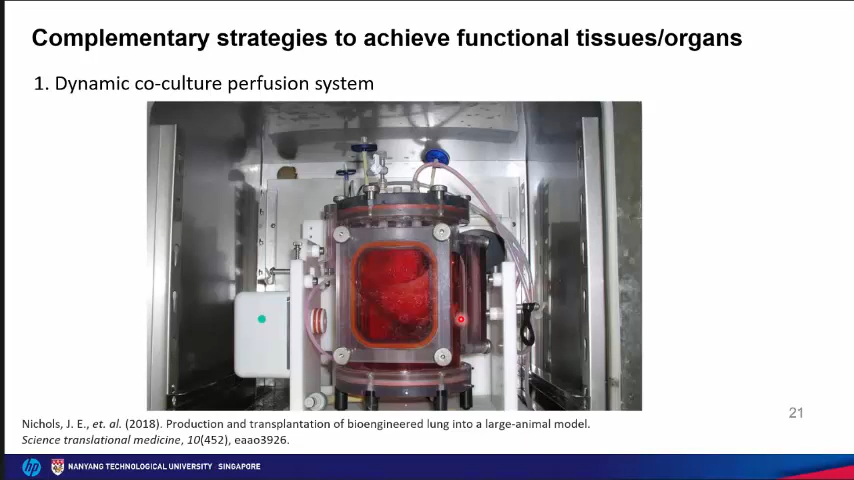 Complementary strategies to achieve functional tissues/organs
1. Dynamic co-culture perfusion system
21
Nichols, J. E., et. al. (2018). Production and transplantation of bioengineered lung into a large-animal model.
Science translational medicine, 10(452), eaao3926.
hp
NANYANG TECHNOLOGICAL UNIVERSITY SINGAPORE